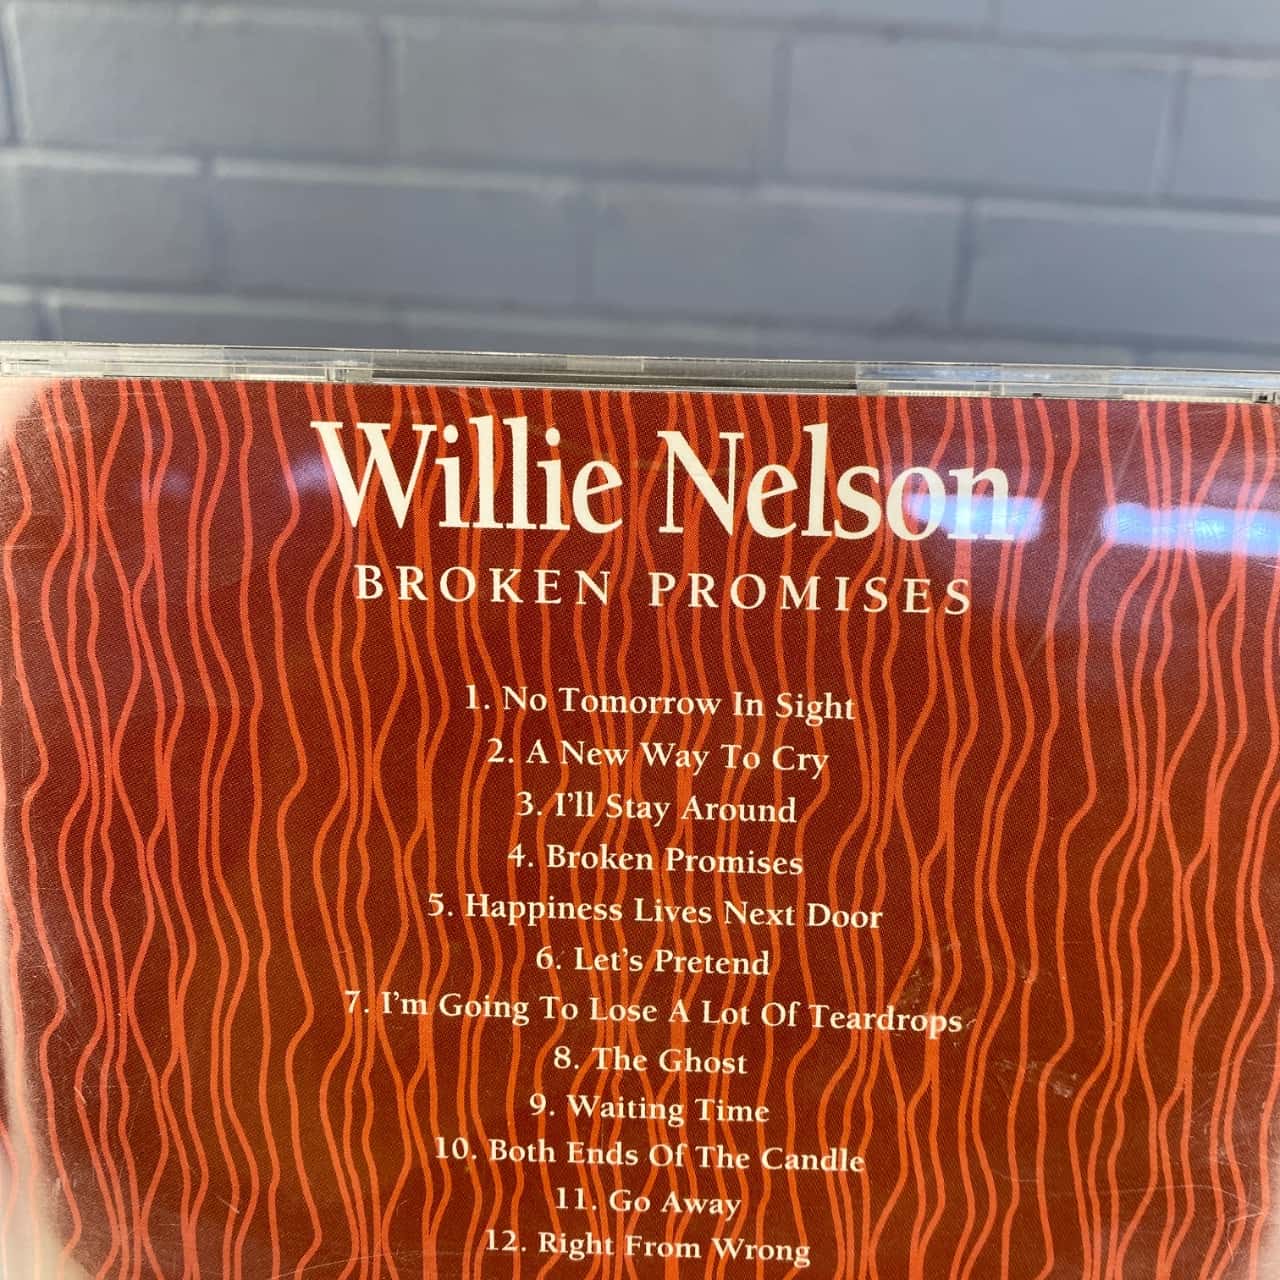 Willie Nelson
BROKEN PROMISES
1. No Tomorrow In Sight
2. A New Way To Cry
3. I'll Stay Around
4. Broken Promises
5. Happiness Lives Next Door
6. Let's Pretend
7. I'm Going To Lose A Lot Of Teardrops
8. The Ghost
9. Waiting Time
10. Both Ends Of The Candle
11. Go Away
12. Right From Wrong